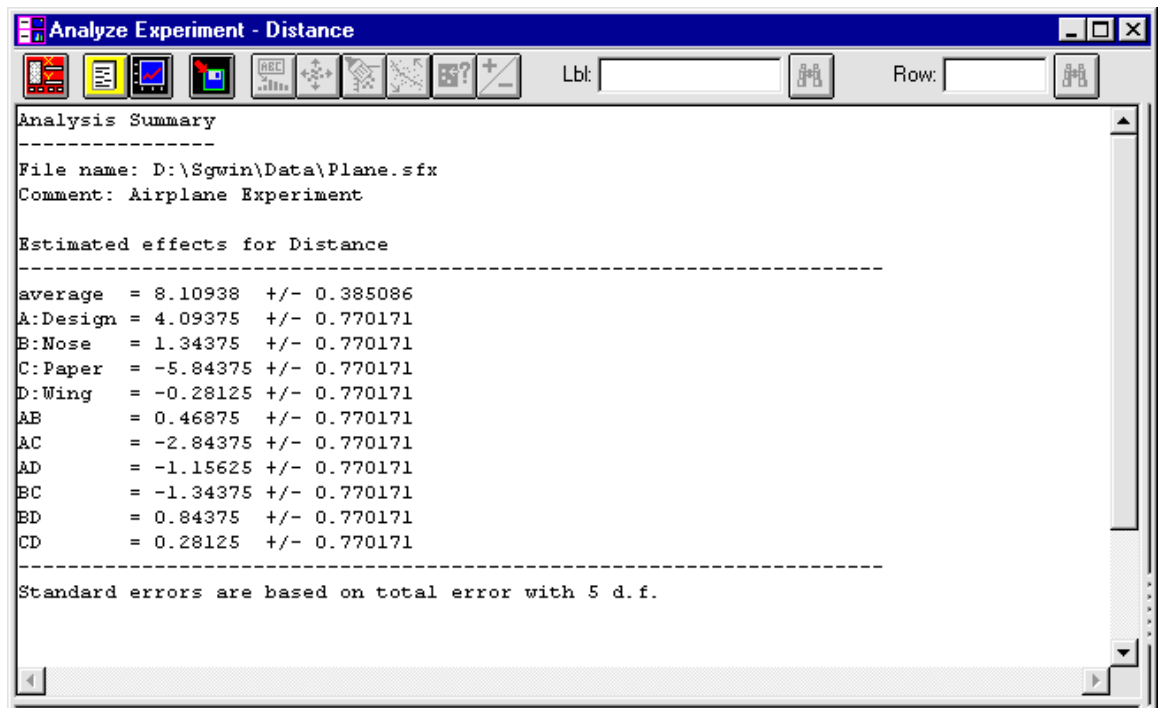 Analyze Experiment - Distance
ABC
Lbl:
Row:
Analysis Summary
----------------
File name: D:\Sgwin\Data\Plane.sfx
Comment: Airplane Experiment
Estimated effects for Distance
----------------------------------------------------------------------
average  = 8.10938  +/- 0.385086
A:Design = 4.09375  +/- 0.770171
B:Nose   = 1.34375  +/- 0.770171
C:Paper  = -5.84375 +/- 0.770171
D:Wing   = -0.28125 +/- 0.770171
AB       = 0.46875  +/- 0.770171
AC       = -2.84375 +/- 0.770171
AD       = -1.15625 +/- 0.770171
BC       = -1.34375 +/- 0.770171
BD       = 0.84375  +/- 0.770171
CD       = 0.28125  +/- 0.770171
----------------------------------------------------------------------
Standard errors are based on total error with 5 d.f.